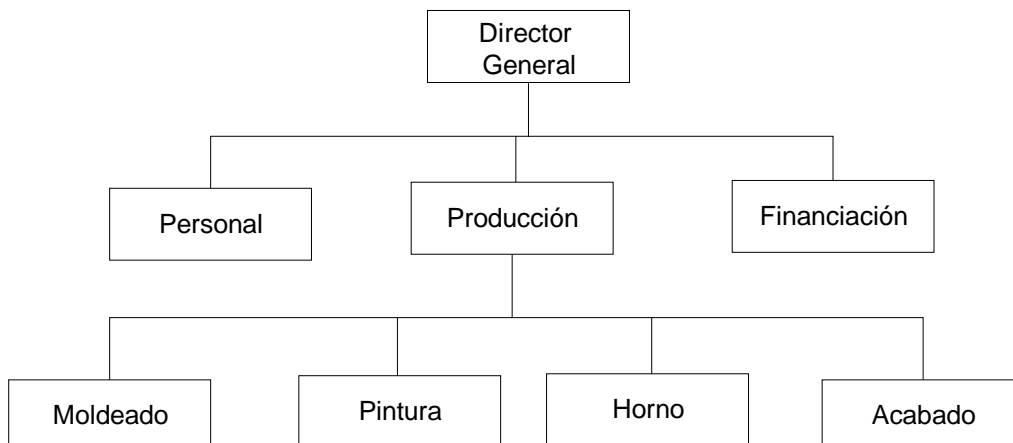 Director
General
Personal
Producción
Financiación
Moldeado
Pintura
Horno
Acabado